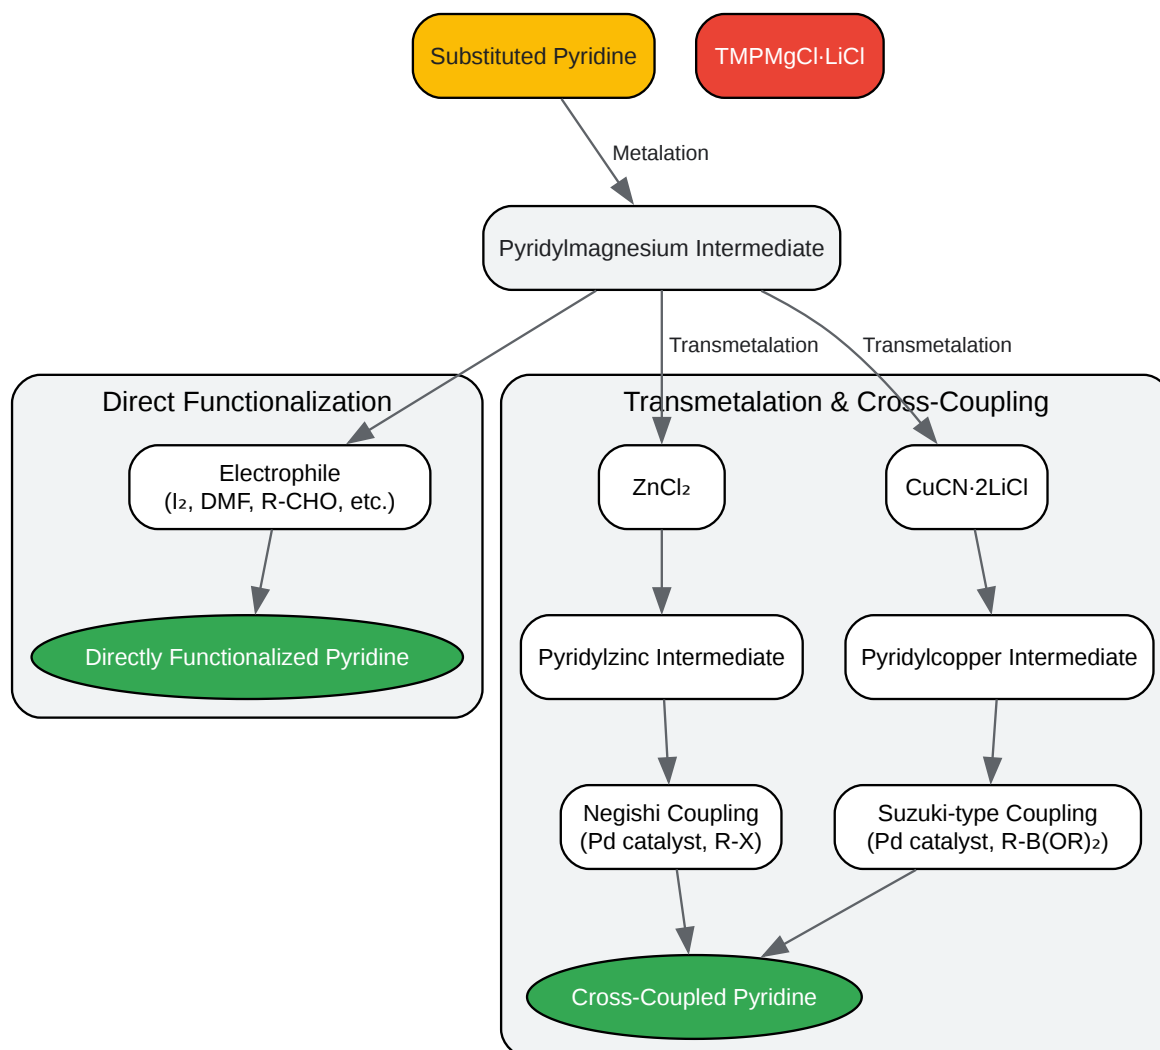 Substituted Pyridine
TMPMgCl·LiCl
Metalation
Pyridylmagnesium Intermediate
Transmetalation
Transmetalation
Direct Functionalization
Transmetalation & Cross-Coupling
Electrophile
(I₂, DMF, R-CHO, etc.)
ZnCl₂
CuCN·2LiCl
Directly Functionalized Pyridine
Pyridylzinc Intermediate
Pyridylcopper Intermediate
Negishi Coupling
(Pd catalyst, R-X)
Suzuki-type Coupling
(Pd catalyst, R-B(OR)₂)
Cross-Coupled Pyridine